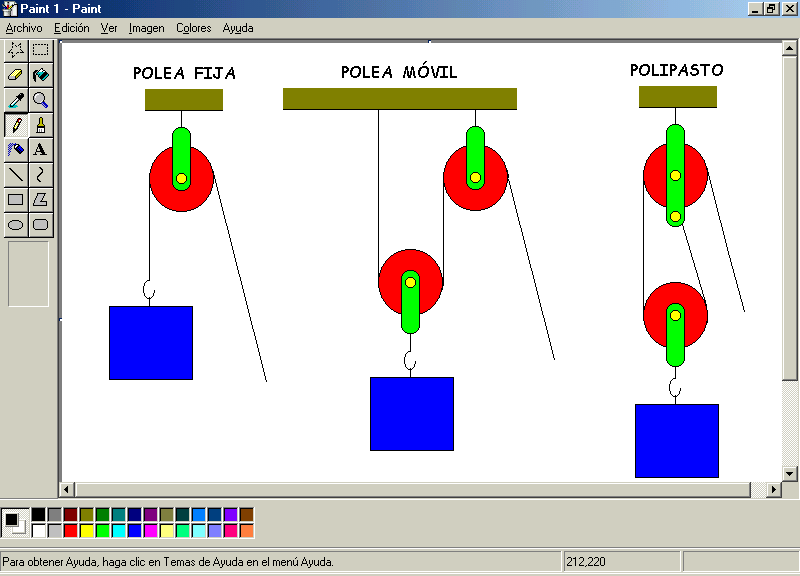 Paint 1 - Paint
Archivo Edición Ver Imagen Colores Ayuda
POLEA FIJA
POLEA MÓVIL
POLIPASTO
A
Para obtener Ayuda, haga clic en Temas de Ayuda en el menú Ayuda.
212,220